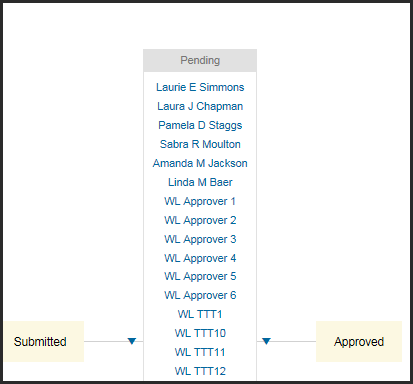 Pending
Laurie E Simmons
Laura J Chapman
Pamela D Staggs
Sabra R Moulton
Amanda M Jackson
Linda M Baer
WL Approver 1
WL Approver 2
WL Approver 3
WL Approver 4
WL Approver 5
WL Approver 6
WL TTT1
WL TTT10
WL TTT11
WL TTT12
Submitted
Approved